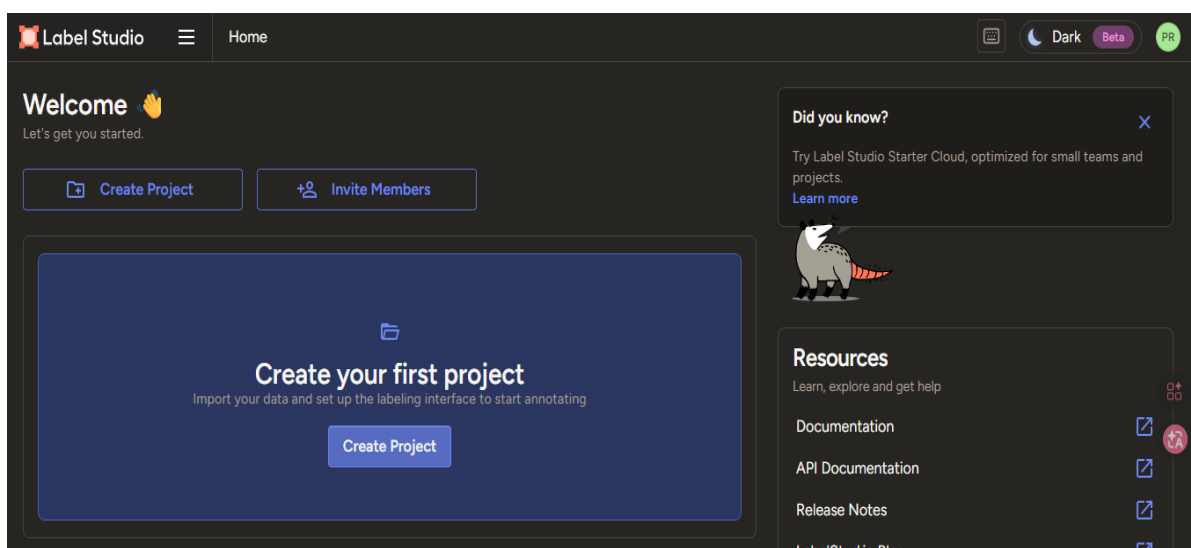 Label Studio
Home
Dark Beta
PR
Welcome 👋
Let's get you started.
Create Project
Invite Members
Create your first project
Import your data and set up the labeling interface to start annotating
Create Project
Did you know?
Try Label Studio Starter Cloud, optimized for small teams and
projects.
Learn more
Resources
Learn, explore and get help
Documentation
API Documentation
Release Notes